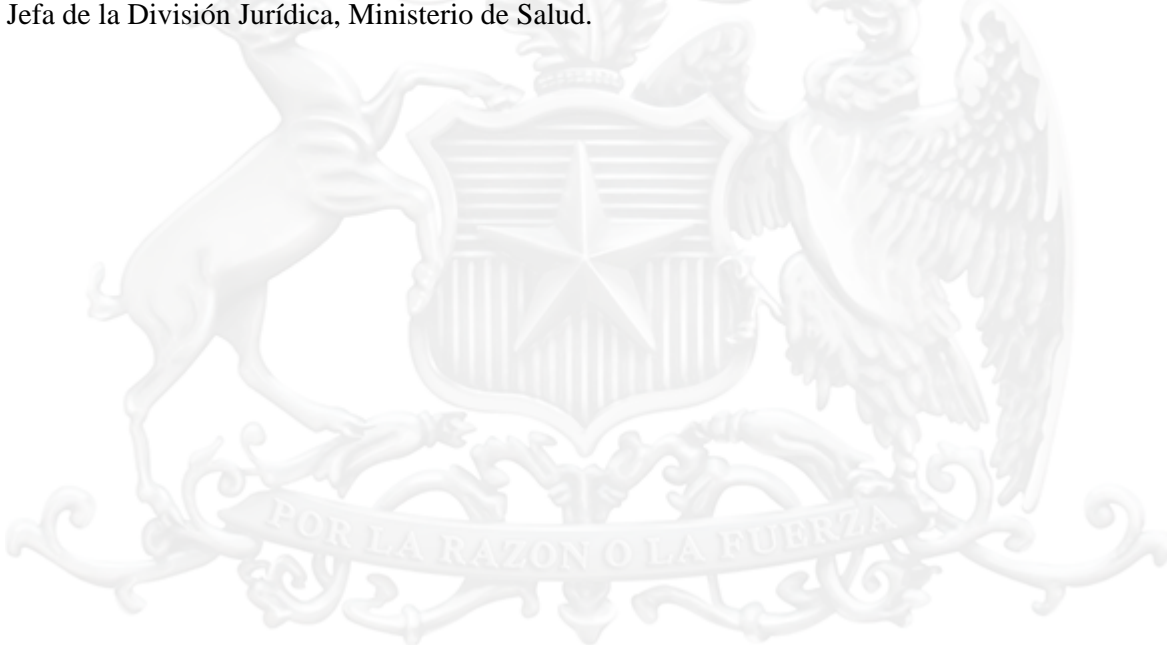 Jefa de la División Jurídica, Ministerio de Salud.
POR LA RAZON O LA FUERZA